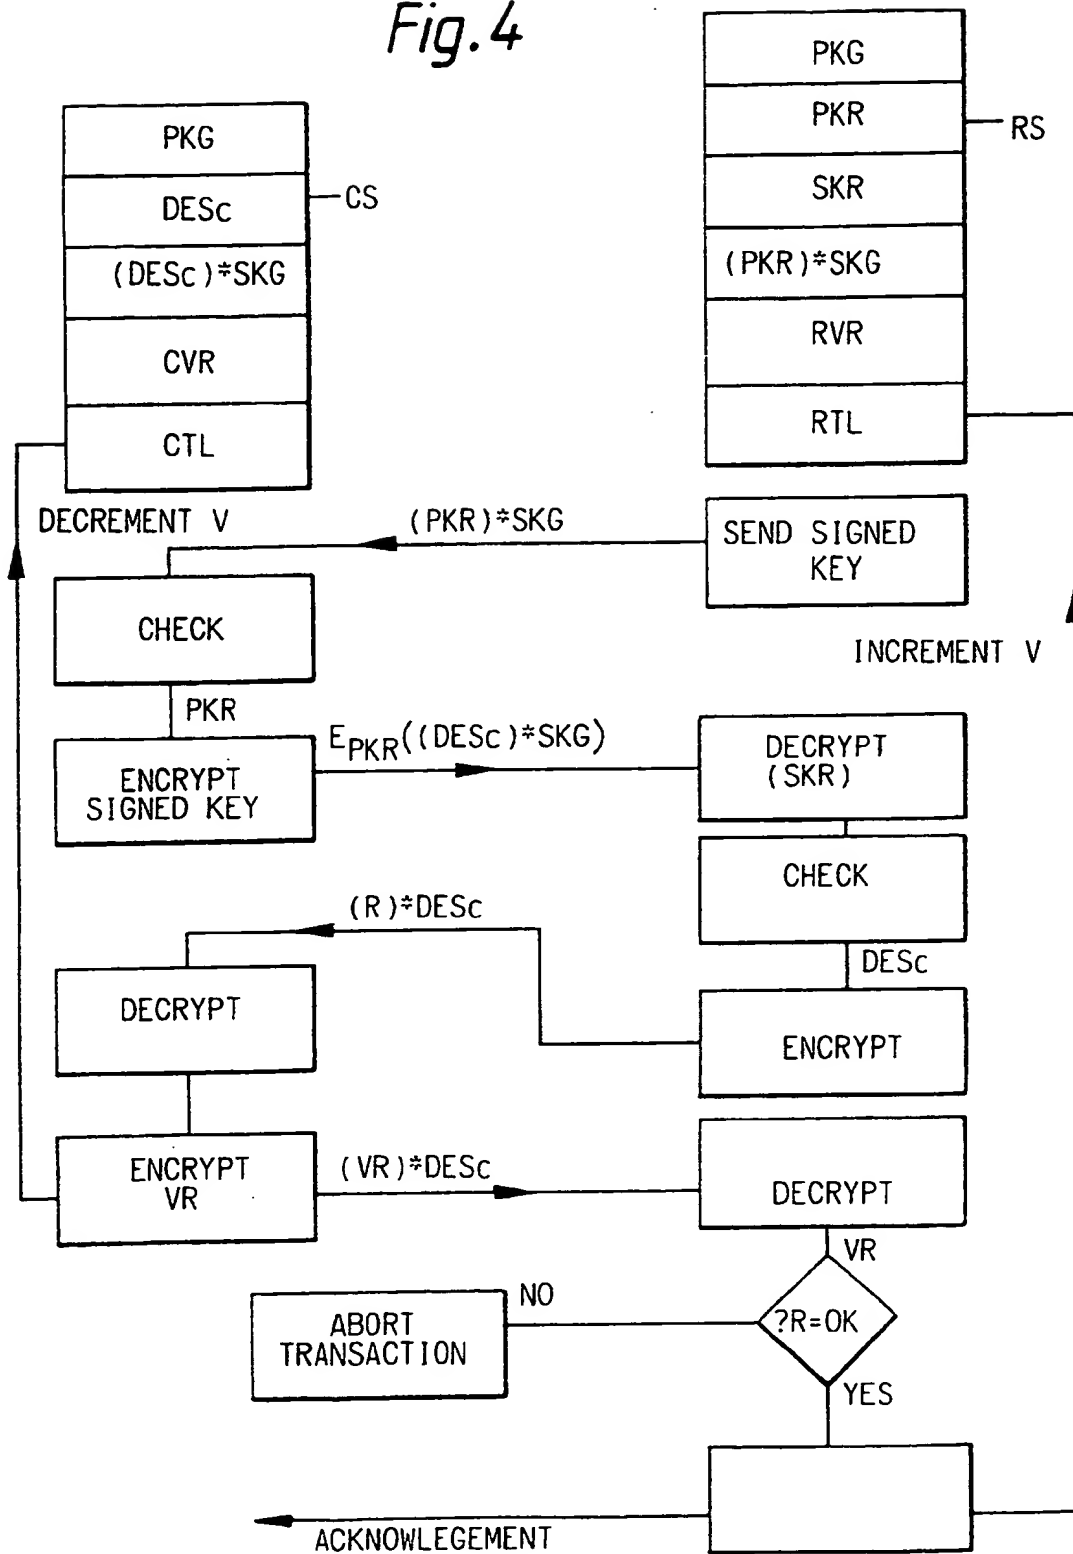 Fig. 4
PKG
DESc
CS
(DESc)*SKG
CVR
CTL
PKG
PKR
RS
SKR
(PKR)*SKG
RVR
RTL
DECREMENT V
(PKR)*SKG
SEND SIGNED
KEY
CHECK
INCREMENT V
PKR
ENCRYPT
SIGNED KEY
EPKR((DESc)*SKG)
DECRYPT
(SKR)
CHECK
DESc
(R)*DESc
DECRYPT
ENCRYPT
ENCRYPT
VR
(VR)*DESc
DECRYPT
VR
?R=OK
NO
ABORT
TRANSACTION
YES
ACKNOWLEGEMENT